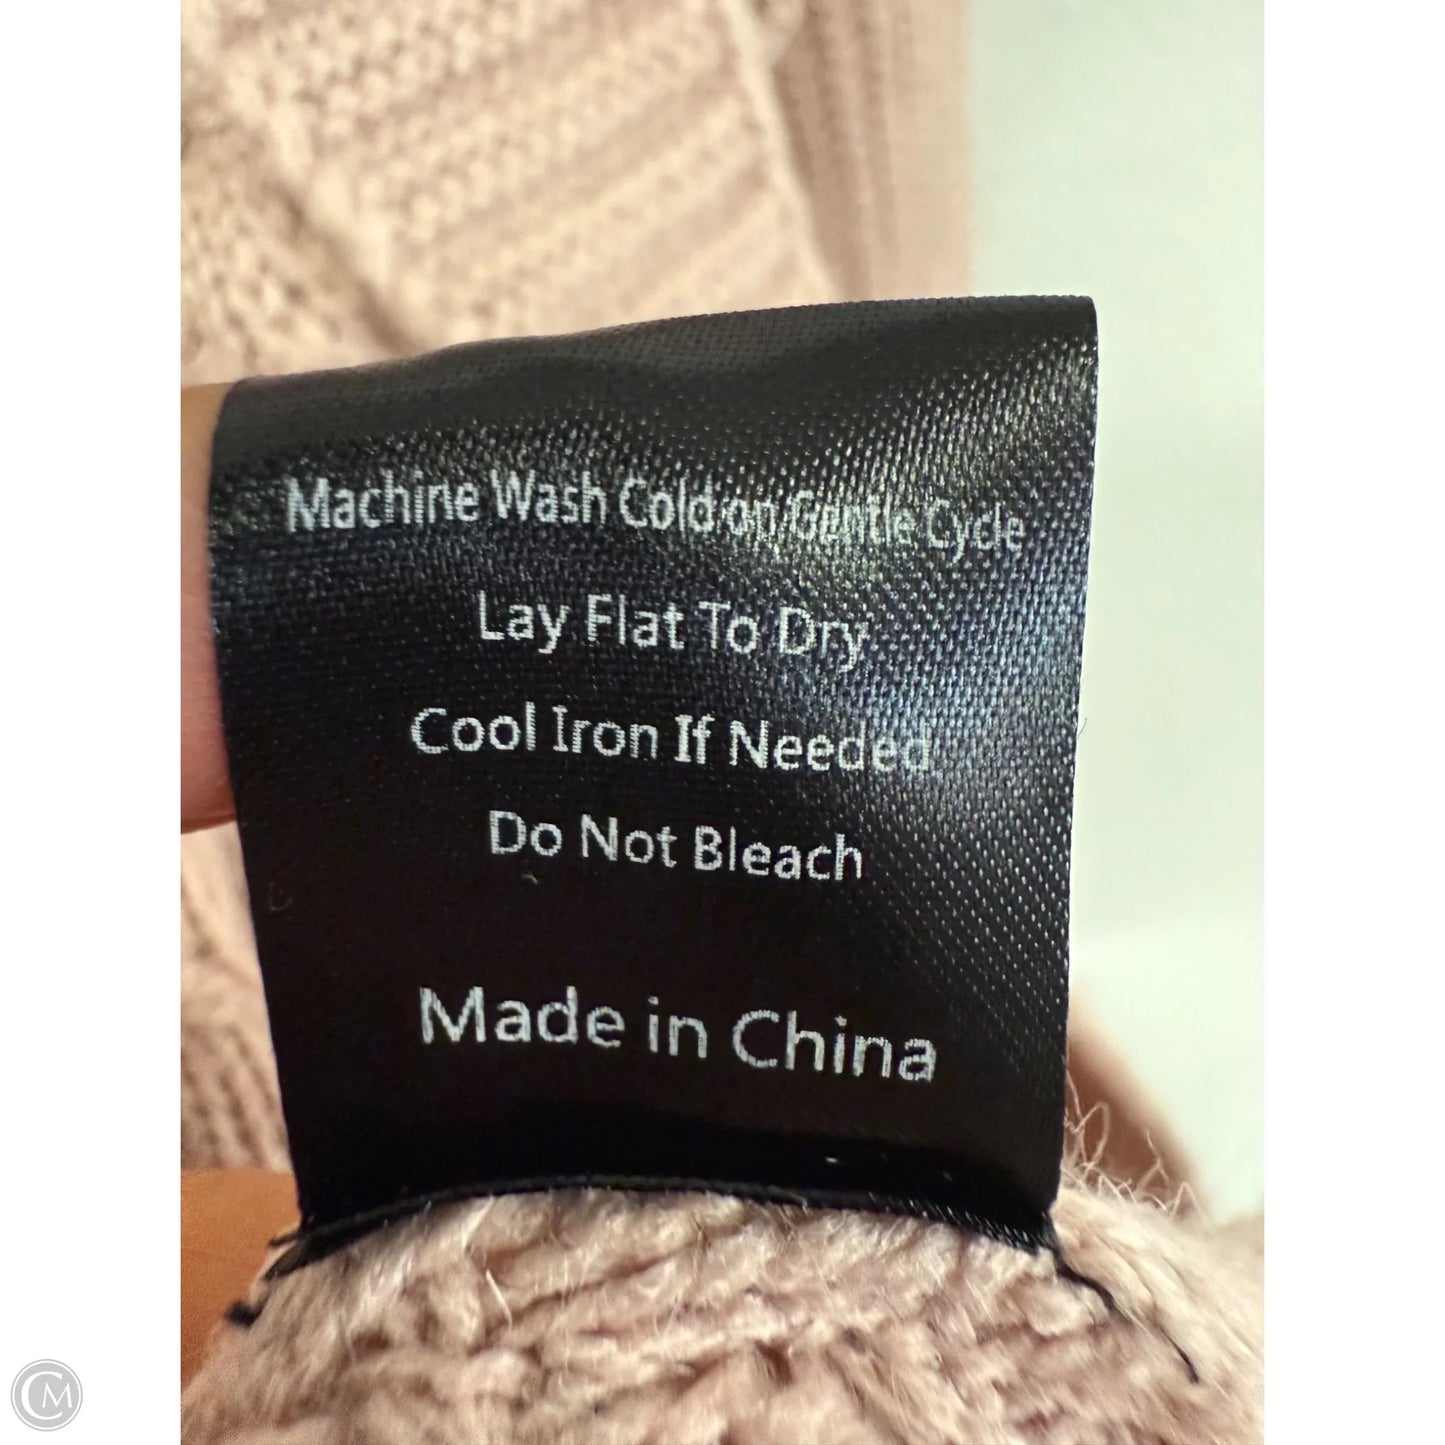 Machine Wash Cold on Gentle Cycle
Lay Flat To Dry
Cool Iron If Needed
Do Not Bleach
Made in China
CM